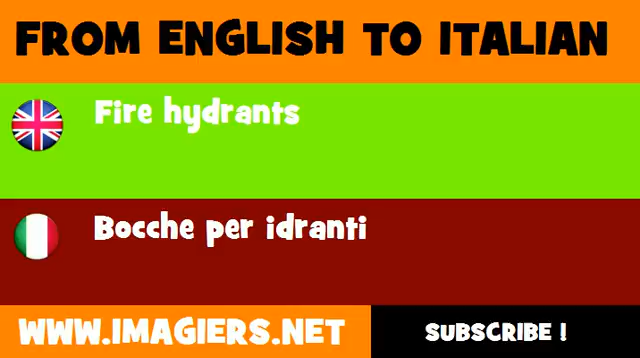 FROM ENGLISH TO ITALIAN
Fire hydrants
Bocche per idranti
WWW.IMAGIERS.NET
SUBSCRIBE !